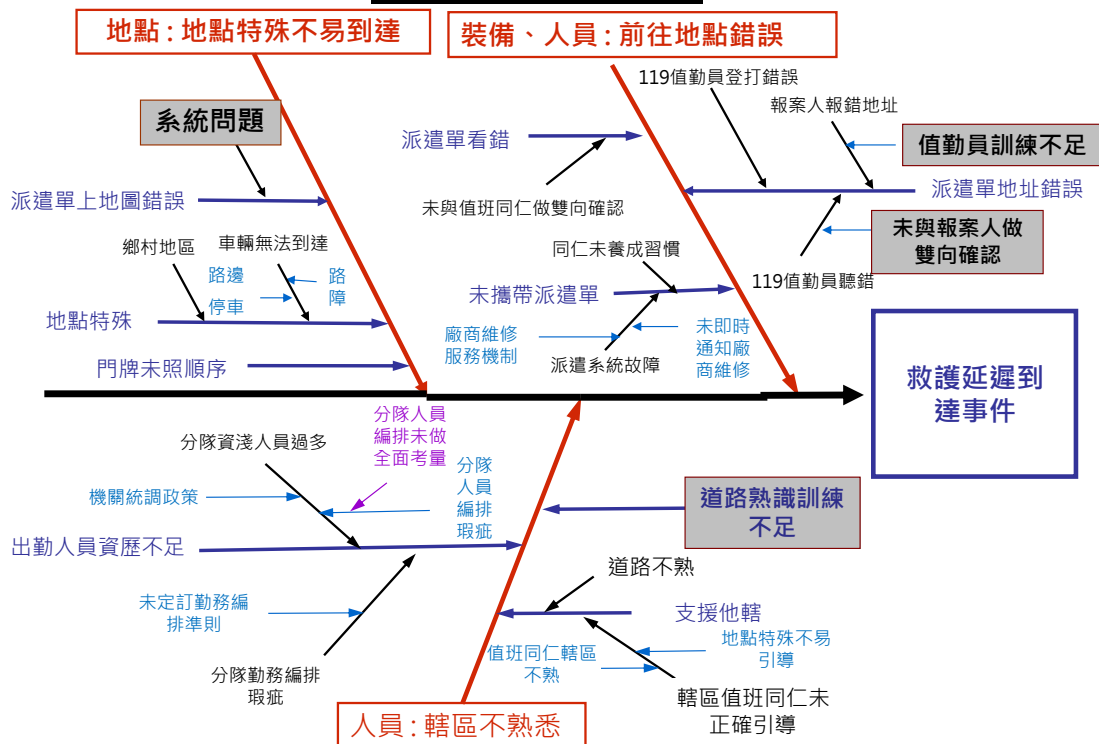 地點：地點特殊不易到達
裝備、人員：前往地點錯誤
119值勤員登打錯誤
報案人報錯地址
系統問題
派遣單看錯
值勤員訓練不足
派遣單上地圖錯誤
派遣單地址錯誤
未與值班同仁做雙向確認
未與報案人做
雙向確認
鄉村地區
車輛無法到達
路邊
停車
路
障
同仁未養成習慣
119值勤員聽錯
地點特殊
未攜帶派遣單
廠商維修
服務機制
未即時
通知廠
商維修
派遣系統故障
門牌未照順序
救護延遲到
達事件
分隊人員
編排未做
全面考量
分隊資淺人員過多
分隊
人員
編排
瑕疵
機關統調政策
道路熟識訓練
不足
出勤人員資歷不足
道路不熟
未定訂勤務編
排準則
支援他轄
值班同仁轄區
不熟
地點特殊不易
引導
分隊勤務編排
瑕疵
轄區值班同仁未
正確引導
人員：轄區不熟悉